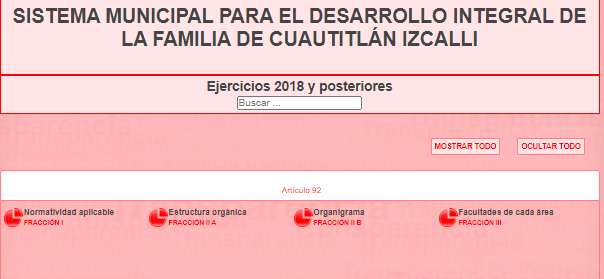 SISTEMA MUNICIPAL PARA EL DESARROLLO INTEGRAL DE
LA FAMILIA DE CUAUTITLÁN IZCALLI
Ejercicios 2018 y posteriores
Buscar ...
MOSTRAR TODO OCULTAR TODO
Artículo 92
Normatividad aplicable Estructura orgánica Organigrama Facultades de cada área
FRACCIÓN I FRACCIÓN II A FRACCIÓN II B FRACCIÓN III